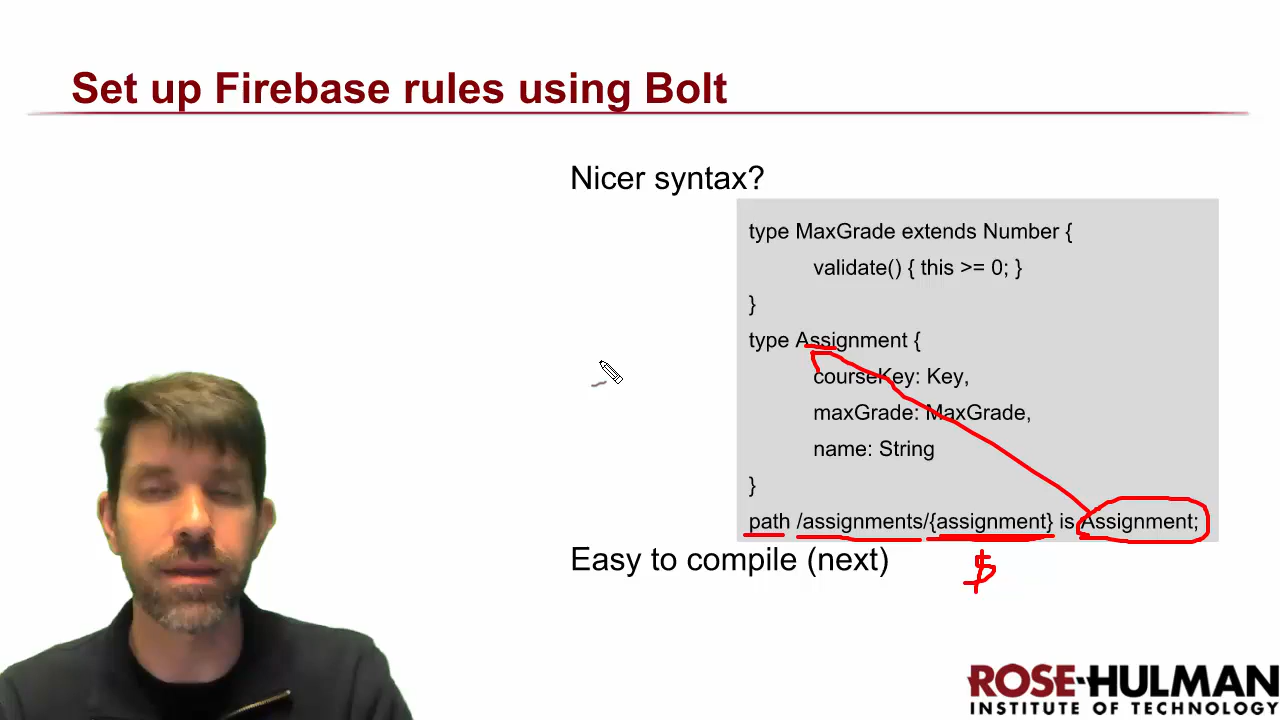 Set up Firebase rules using Bolt
Nicer syntax?
type MaxGrade extends Number {
validate() { this >= 0; }
}
type Assignment {
courseKey: Key,
maxGrade: MaxGrade,
name: String
}
path /assignments/{assignment} is Assignment;
$
Easy to compile (next)
ROSE-HULMAN
INSTITUTE OF TECHNOLOGY